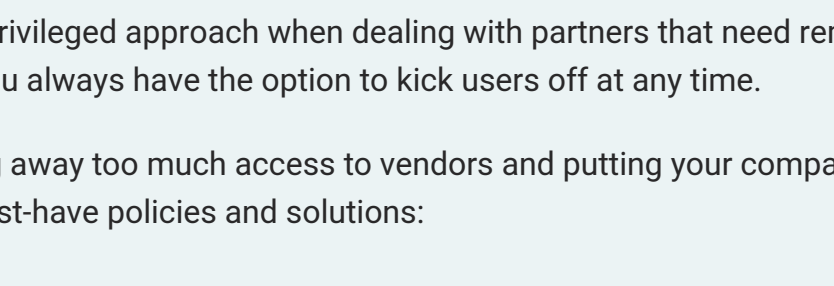 rivileged approach when dealing with partners that need rer
u always have the option to kick users off at any time.
g away too much access to vendors and putting your compa
st-have policies and solutions: